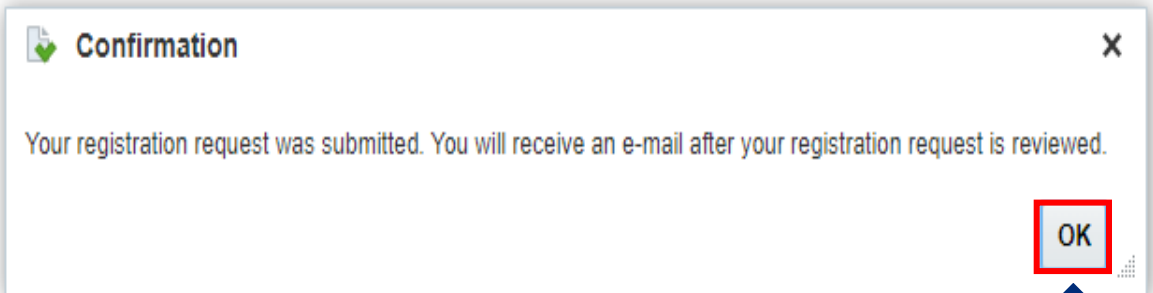 Confirmation
Your registration request was submitted. You will receive an e-mail after your registration request is reviewed.
OK